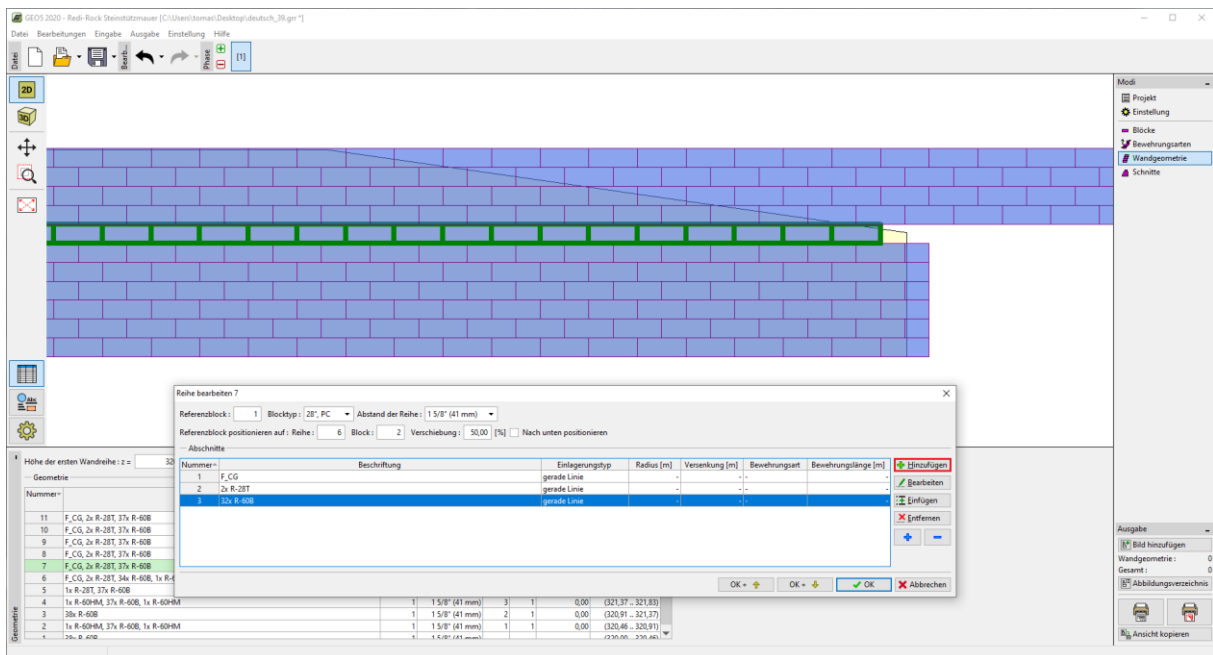 GEO5 2020 - Redi-Rock Steinstützmauer [C:\Users\tomas\Desktop\deutsch_39.grr *]
Datei Bearbeitungen Eingabe Ausgabe Einstellung Hilfe
Datei
Bearb...
Phase
[1]
2D
3D
Abc
Modi
Projekt
Einstellung
Blöcke
Bewehrungsarten
Wandgeometrie
Schnitte
Reihe bearbeiten 7
Referenzblock : 1 Blocktyp : 28", PC Abstand der Reihe : 1 5/8" (41 mm)
Referenzblock positionieren auf : Reihe : 6 Block : 2 Verschiebung : 50,00 [%] Nach unten positionieren
Abschnitte
Nummer Beschriftung Einlagerungstyp Radius [m] Versenkung [m] Bewehrungsart Bewehrungslänge [m]
1 F_CG gerade Linie - - - -
2 2x R-28T gerade Linie - - - -
3 32x R-60B gerade Linie - - - -
Hinzufügen
Bearbeiten
Einfügen
Entfernen
OK + OK + OK Abbrechen
Höhe der ersten Wandreihe : z =
Geometrie
Nummer
11 F_CG, 2x R-28T, 37x R-60B
10 F_CG, 2x R-28T, 37x R-60B
9 F_CG, 2x R-28T, 37x R-60B
8 F_CG, 2x R-28T, 37x R-60B
7 F_CG, 2x R-28T, 37x R-60B
6 F_CG, 2x R-28T, 34x R-60B, 1x
5 1x R-28T, 37x R-60B
4 1x R-60HM, 37x R-60B, 1x R-60HM 1 1 5/8" (41 mm) 3 1 0,00 (321,37 .. 321,83)
3 38x R-60B 1 1 5/8" (41 mm) 2 1 0,00 (320,91 .. 321,37)
2 1x R-60HM, 37x R-60B, 1x R-60HM 1 1 5/8" (41 mm) 1 1 0,00 (320,46 .. 320,91)
Geometrie
Ausgabe
Bild hinzufügen
Wandgeometrie : 0
Gesamt : 0
Abbildungsverzeichnis
Ansicht kopieren